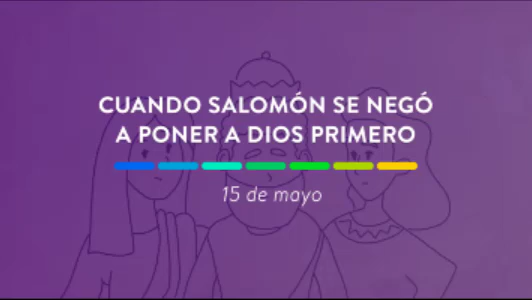 CUANDO SALOMÓN SE NEGÓ
A PONER A DIOS PRIMERO
15 de mayo